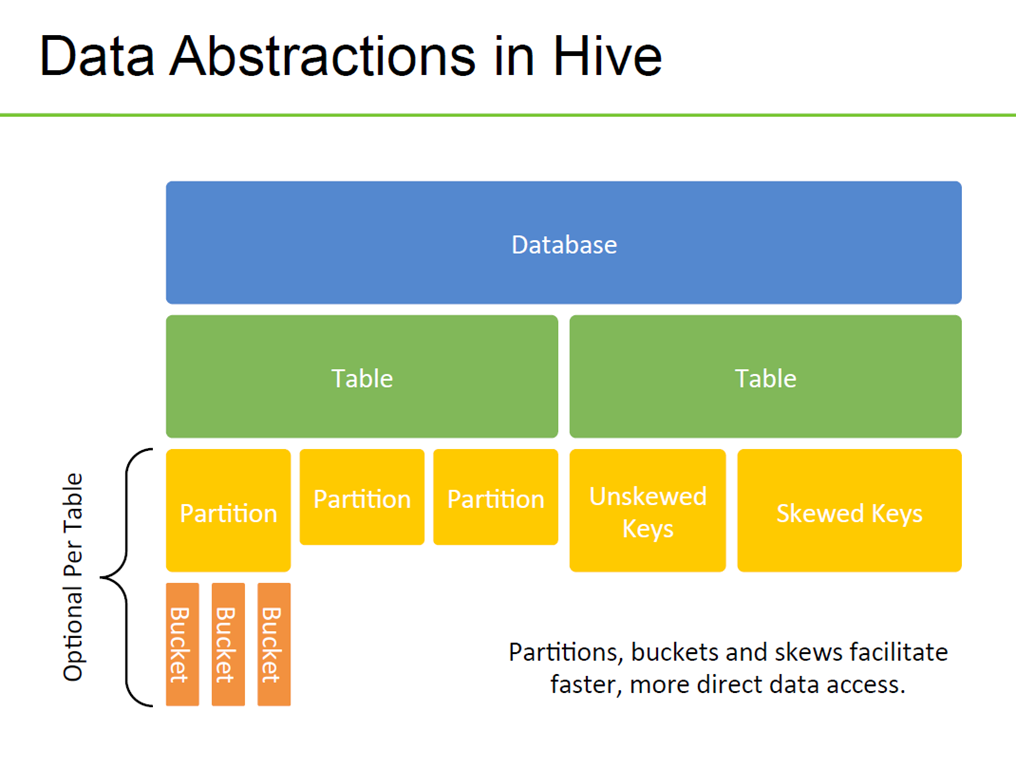 Data Abstractions in Hive
Database
Table
Table
Optional Per Table
Partition
Partition
Partition
Unskewed
Keys
Skewed Keys
Bucket
Bucket
Bucket
Partitions, buckets and skews facilitate
faster, more direct data access.